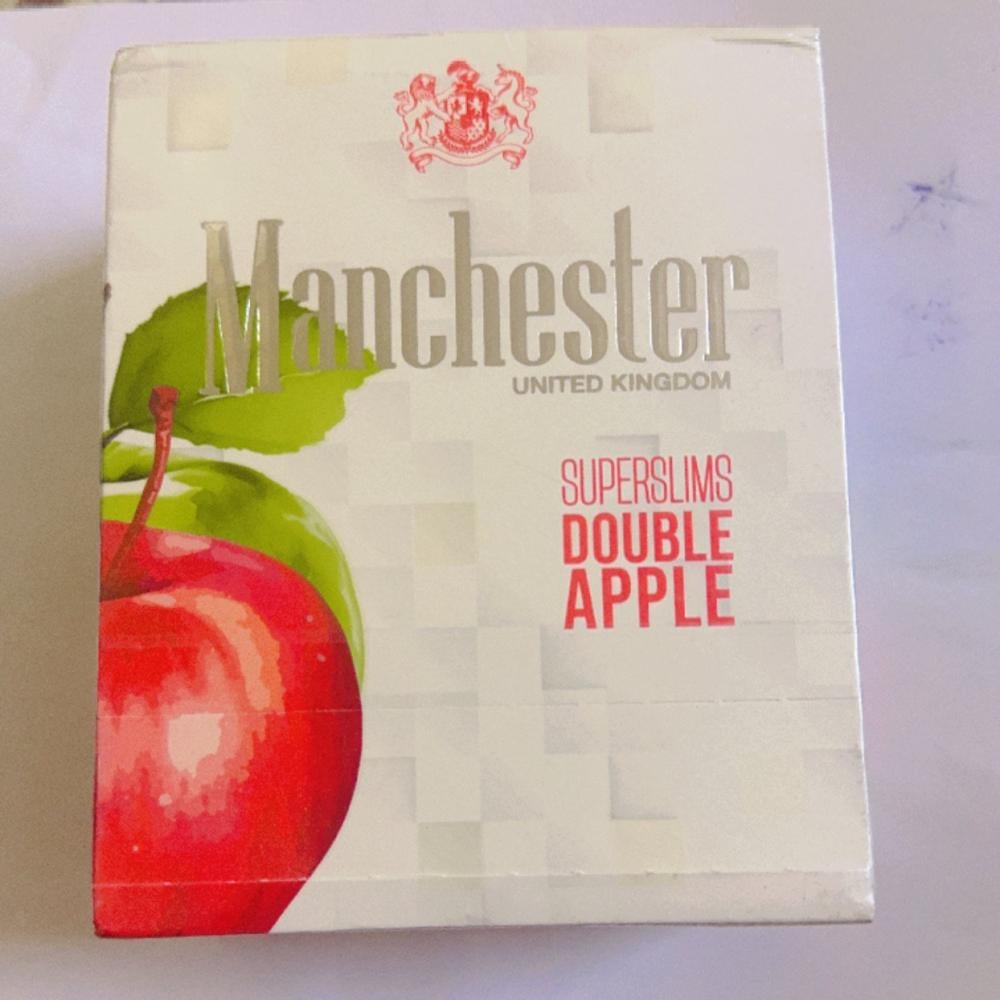 Manchester
UNITED KINGDOM
SUPERSLIMS
DOUBLE
APPLE